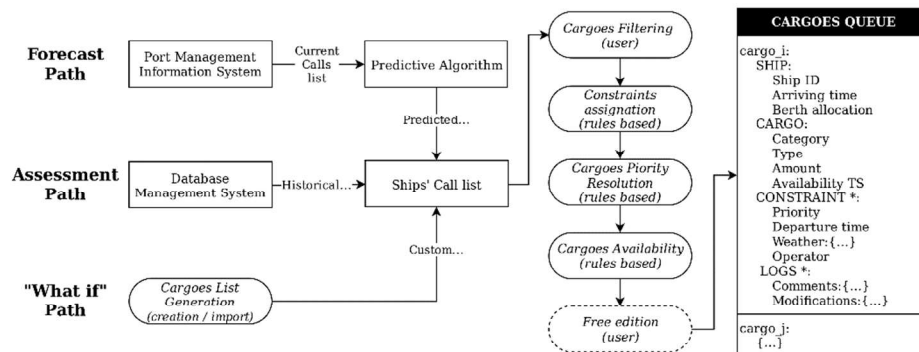 Forecast
Path
Port Management
Information System
Current
Calls
list
Predictive Algorithm
Predicted...
Assessment
Path
Database
Management System
Historical...
Ships' Call list
Custom...
"What if"
Path
Cargoes List
Generation
(creation / import)
Cargoes Filtering
(user)
Constraints
assignation
(rules based)
Cargoes Piority
Resolution
(rules based)
Cargoes Availability
(rules based)
Free edition
(user)
CARGOES QUEUE
cargo_i:
SHIP:
Ship ID
Arriving time
Berth allocation
CARGO:
Category
Type
Amount
Availability TS
CONSTRAINT *:
Priority
Departure time
Weather:{...}
Operator
LOGS *:
Comments:{...}
Modifications:{...}
cargo_j:
{...}